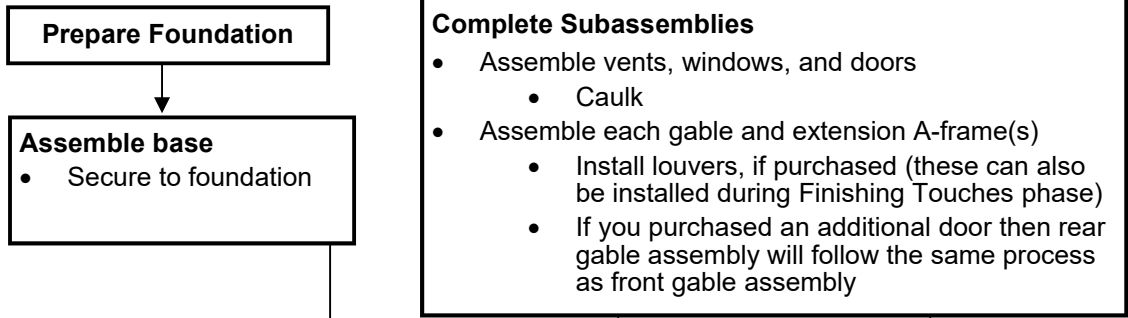 Prepare Foundation
Assemble base
• Secure to foundation
Complete Subassemblies
• Assemble vents, windows, and doors
• Caulk
• Assemble each gable and extension A-frame(s)
• Install louvers, if purchased (these can also
be installed during Finishing Touches phase)
• If you purchased an additional door then rear
gable assembly will follow the same process
as front gable assembly